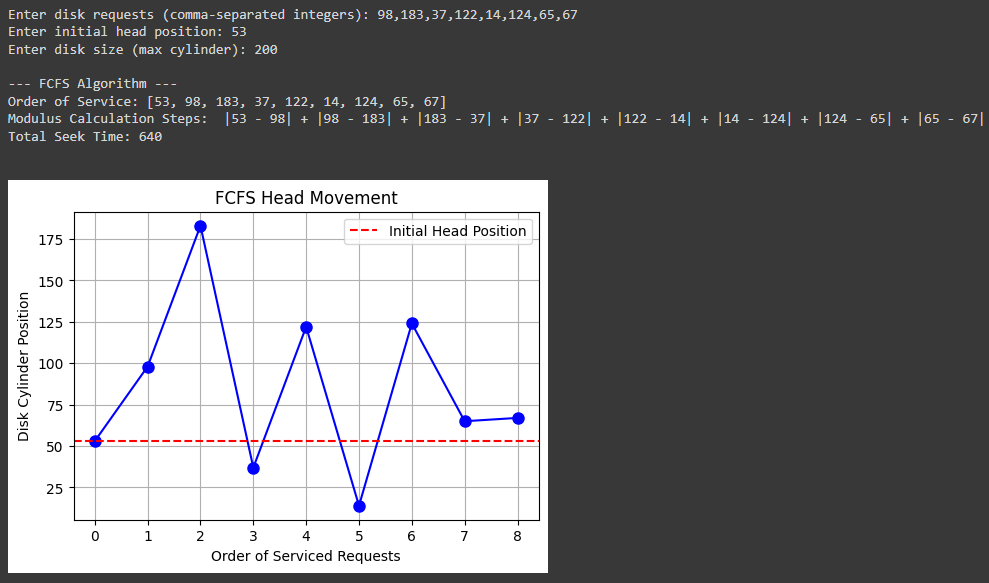 Enter disk requests (comma-separated integers): 98,183,37,122,14,124,65,67
Enter initial head position: 53
Enter disk size (max cylinder): 200
--- FCFS Algorithm ---
Order of Service: [53, 98, 183, 37, 122, 14, 124, 65, 67]
Modulus Calculation Steps:  |53 - 98| + |98 - 183| + |183 - 37| + |37 - 122| + |122 - 14| + |14 - 124| + |124 - 65| + |65 - 67|
Total Seek Time: 640
FCFS Head Movement
Initial Head Position
175
150
125
100
75
50
25
Disk Cylinder Position
0 1 2 3 4 5 6 7 8
Order of Serviced Requests